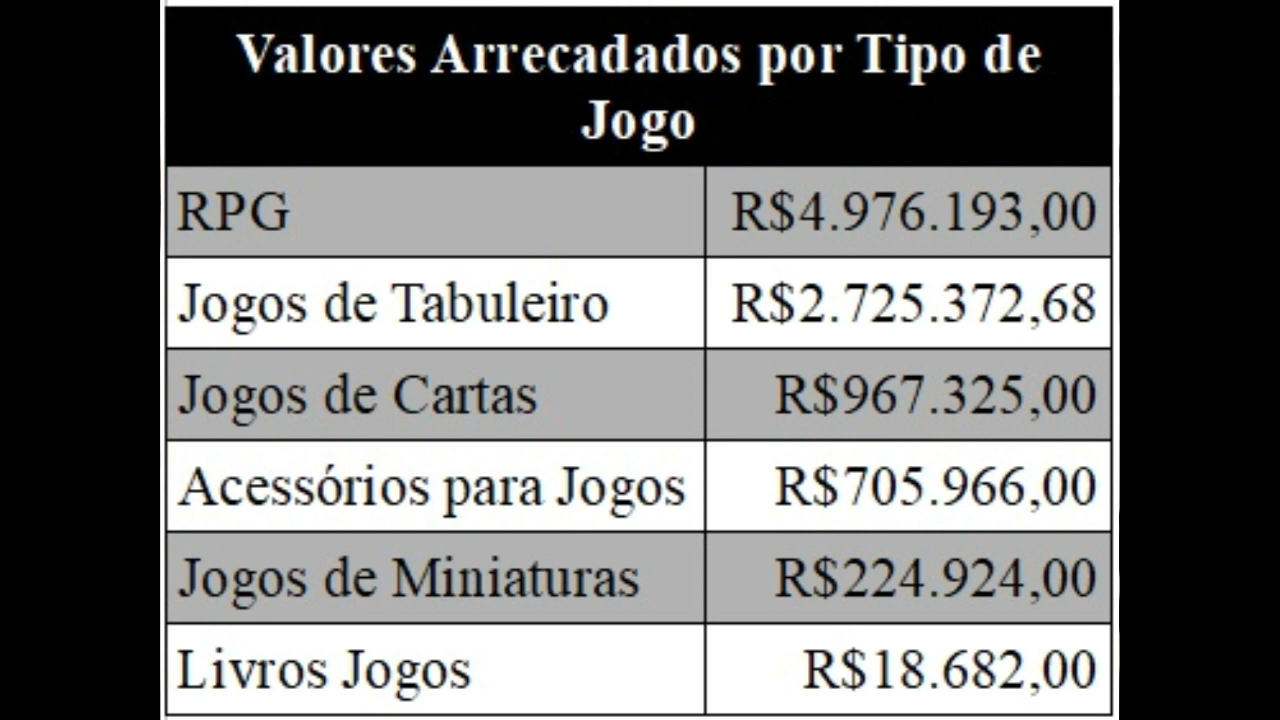 Valores Arrecadados por Tipo de
Jogo
RPG R$4.976.193,00
Jogos de Tabuleiro R$2.725.372,68
Jogos de Cartas R$967.325,00
Acessórios para Jogos R$705.966,00
Jogos de Miniaturas R$224.924,00
Livros Jogos R$18.682,00